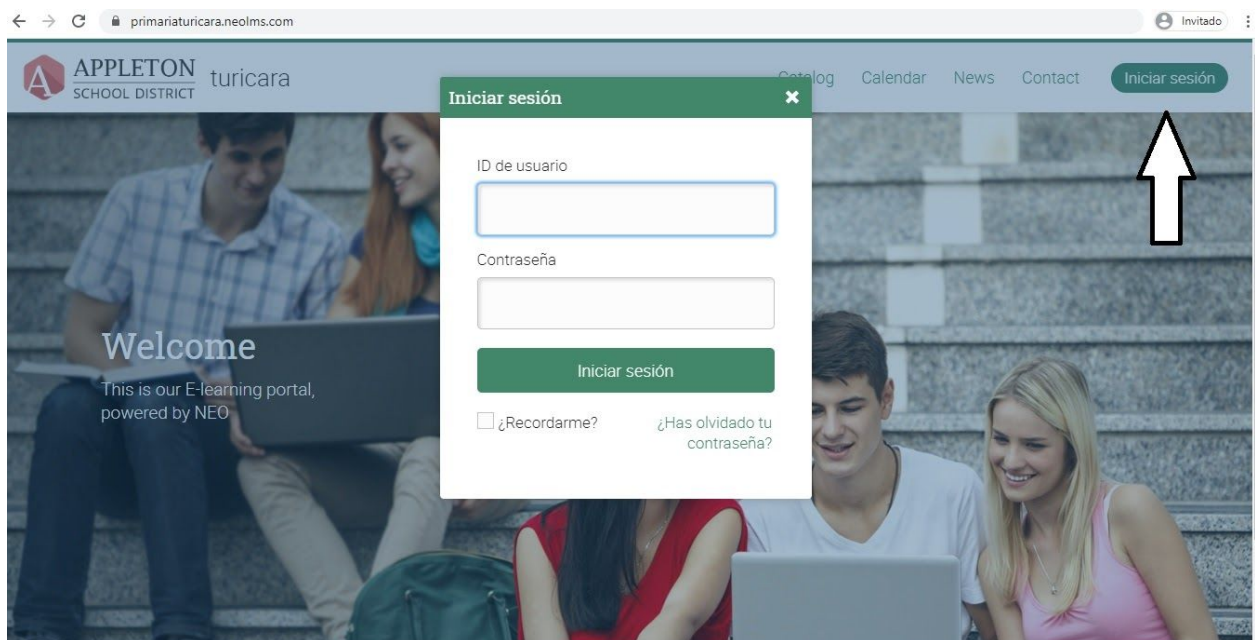 primariaturicara.neolms.com
Invitado
APPLETON
SCHOOL DISTRICT
turicara
Catalog
Calendar
News
Contact
Iniciar sesión
Iniciar sesión
ID de usuario
Contraseña
Iniciar sesión
¿Recordarme?
¿Has olvidado tu
contraseña?
Welcome
This is our E-learning portal,
powered by NEO